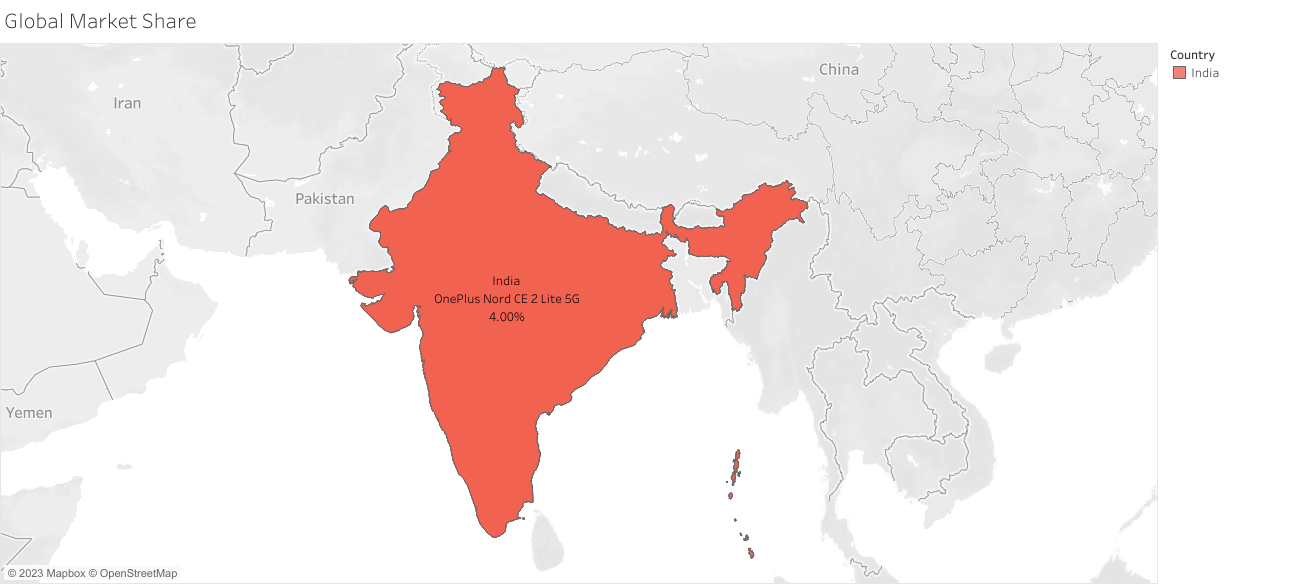 Global Market Share
Country
India
China
Iran
Pakistan
India
OnePlus Nord CE 2 Lite 5G
4.00%
Yemen
© 2023 Mapbox © OpenStreetMap